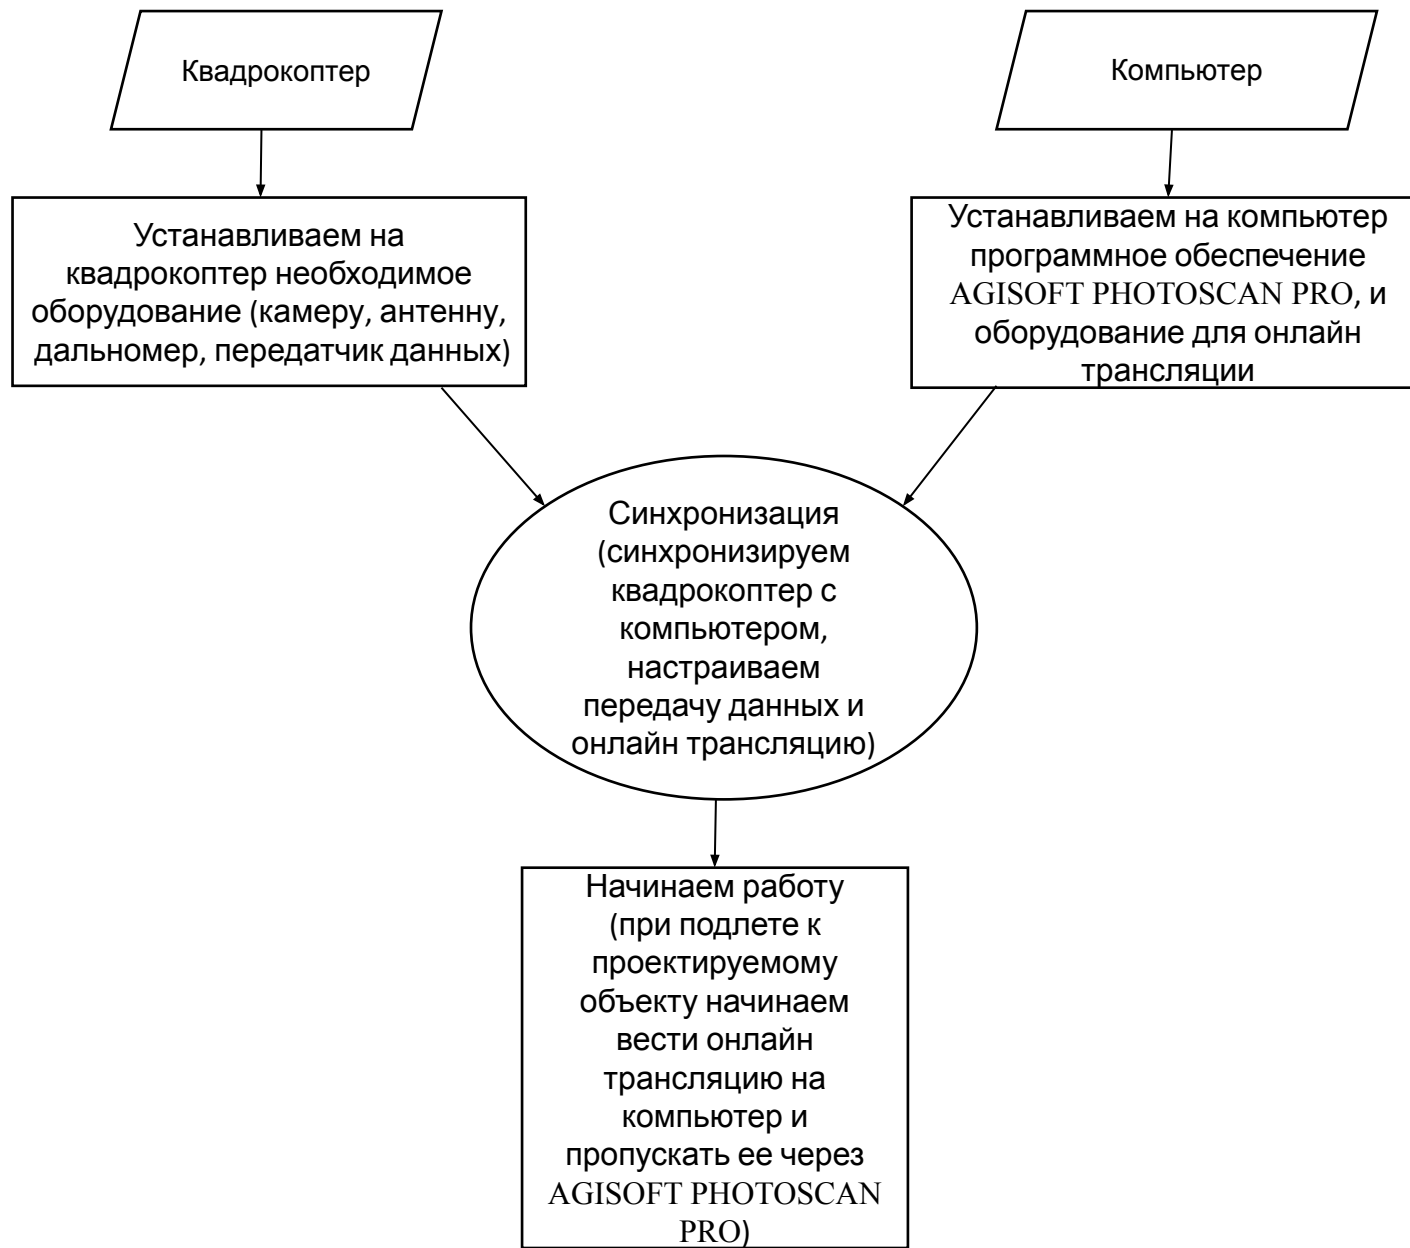 Квадрокоптер
Компьютер
Устанавливаем на
квадрокоптер необходимое
оборудование (камеру, антенну,
дальномер, передатчик данных)
Устанавливаем на компьютер
программное обеспечение
AGISOFT PHOTOSCAN PRO, и
оборудование для онлайн
трансляции
Синхронизация
(синхронизируем
квадрокоптер с
компьютером,
настраиваем
передачу данных и
онлайн трансляцию)
Начинаем работу
(при подлете к
проектируемому
объекту начинаем
вести онлайн
трансляцию на
компьютер и
пропускать ее через
AGISOFT PHOTOSCAN
PRO)